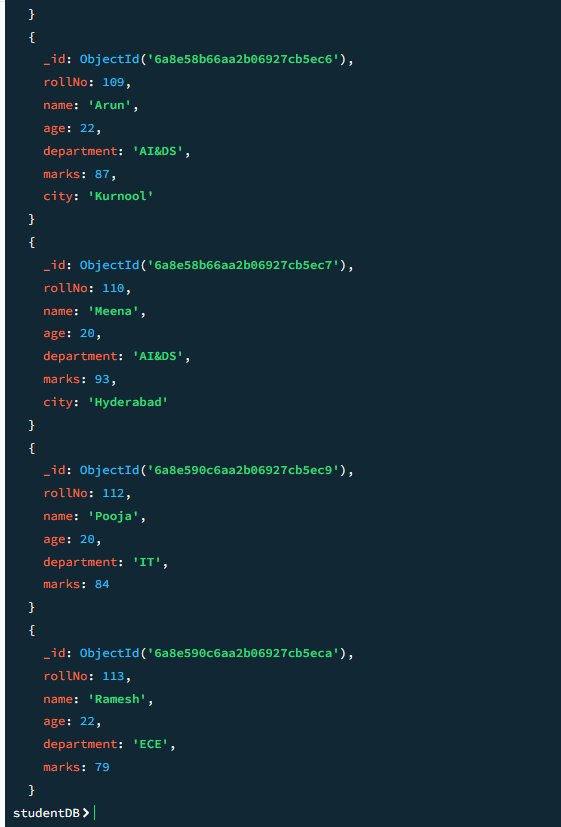 }
{
_id: ObjectId('6a8e58b66aa2b06927cb5ec6'),
rollNo: 109,
name: 'Arun',
age: 22,
department: 'AI&DS',
marks: 87,
city: 'Kurnool'
}
{
_id: ObjectId('6a8e58b66aa2b06927cb5ec7'),
rollNo: 110,
name: 'Meena',
age: 20,
department: 'AI&DS',
marks: 93,
city: 'Hyderabad'
}
{
_id: ObjectId('6a8e590c6aa2b06927cb5ec9'),
rollNo: 112,
name: 'Pooja',
age: 20,
department: 'IT',
marks: 84
}
{
_id: ObjectId('6a8e590c6aa2b06927cb5eca'),
rollNo: 113,
name: 'Ramesh',
age: 22,
department: 'ECE',
marks: 79
}
studentDB>